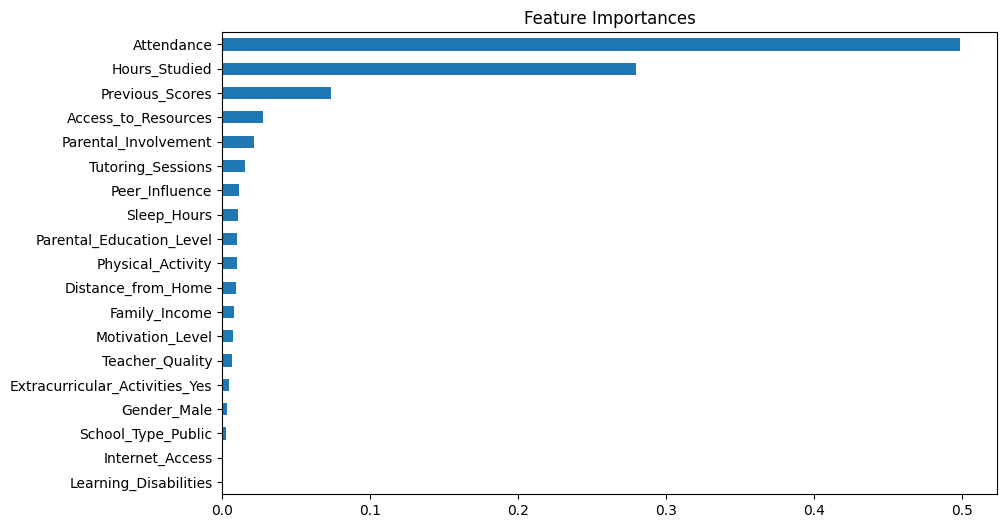 Feature Importances
Attendance
Hours_Studied
Previous_Scores
Access_to_Resources
Parental_Involvement
Tutoring_Sessions
Peer_Influence
Sleep_Hours
Parental_Education_Level
Physical_Activity
Distance_from_Home
Family_Income
Motivation_Level
Teacher_Quality
Extracurricular_Activities_Yes
Gender_Male
School_Type_Public
Internet_Access
Learning_Disabilities
0.0 0.1 0.2 0.3 0.4 0.5